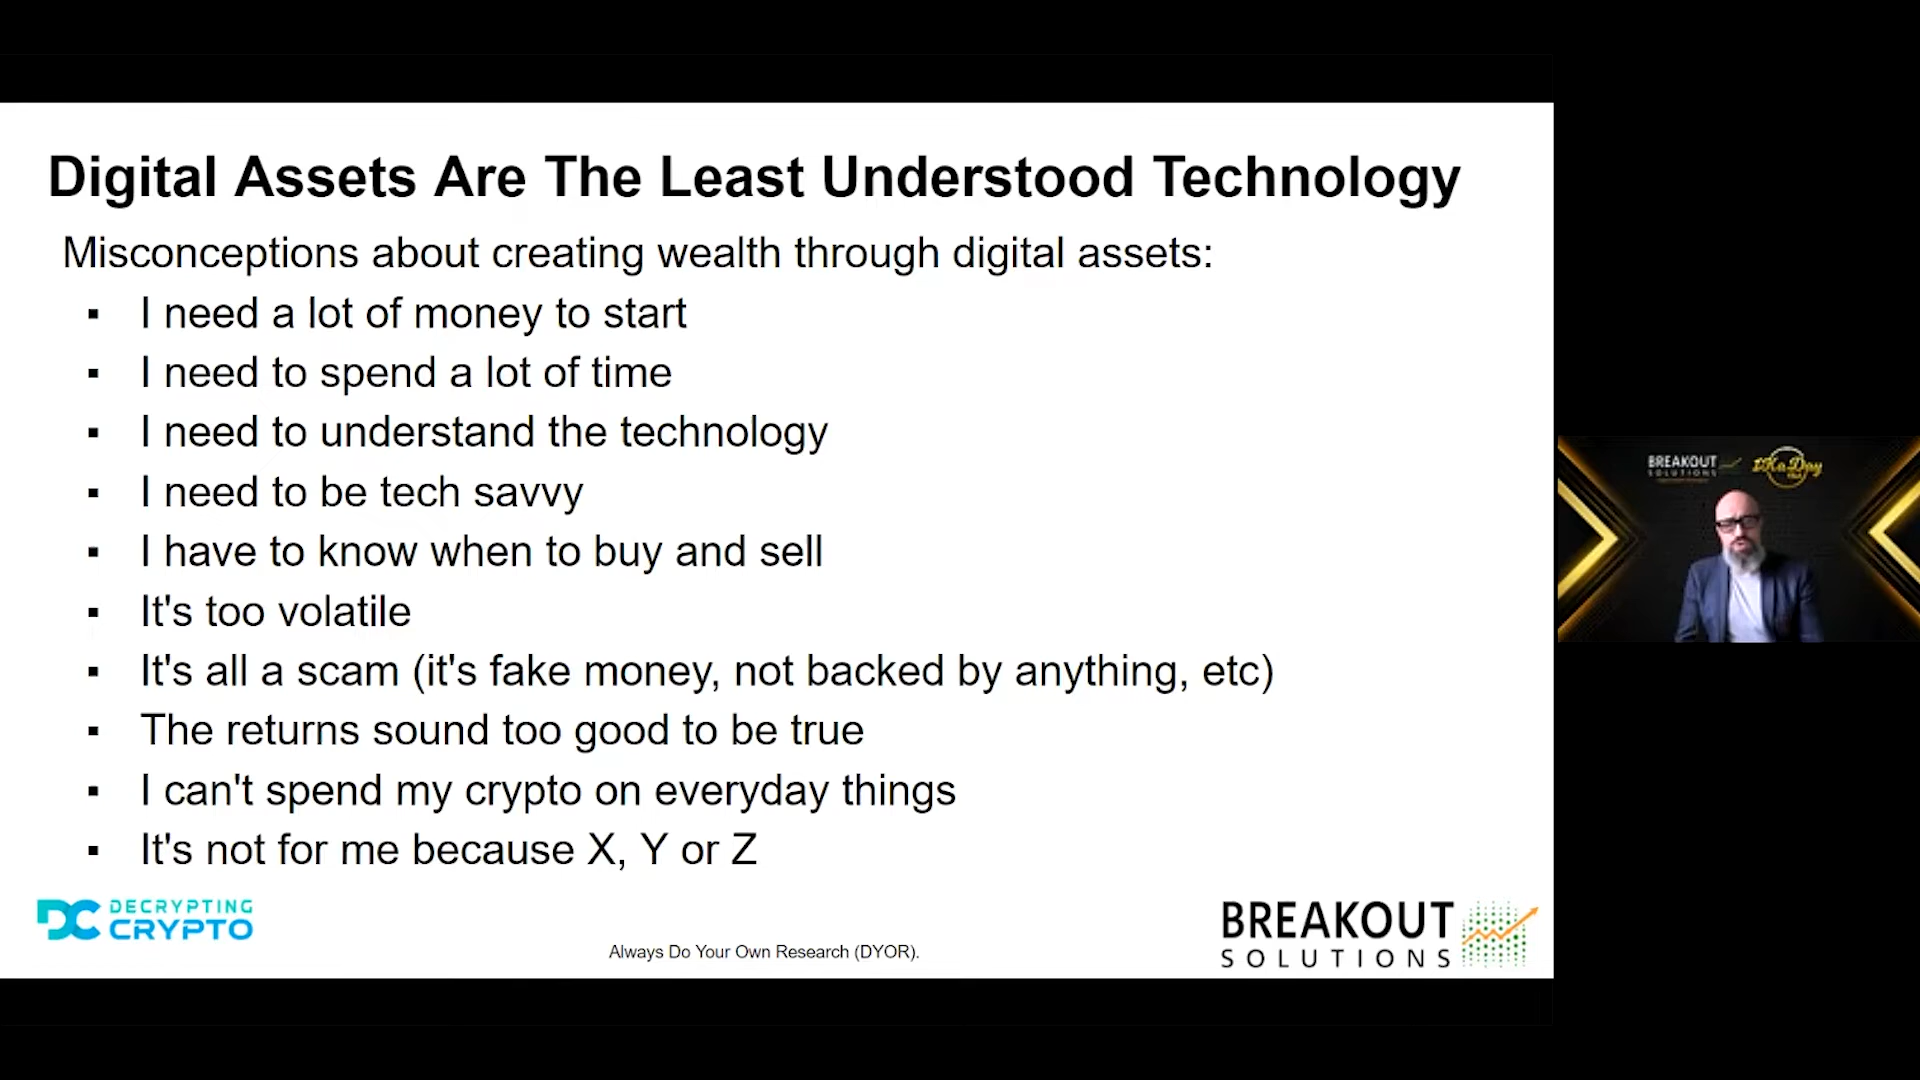 Digital Assets Are The Least Understood Technology
Misconceptions about creating wealth through digital assets:
▪ I need a lot of money to start
▪ I need to spend a lot of time
▪ I need to understand the technology
▪ I need to be tech savvy
▪ I have to know when to buy and sell
▪ It's too volatile
▪ It's all a scam (it's fake money, not backed by anything, etc)
▪ The returns sound too good to be true
▪ I can't spend my crypto on everyday things
▪ It's not for me because X, Y or Z
DC DECRYPTING
CRYPTO
Always Do Your Own Research (DYOR).
BREAKOUT
SOLUTIONS
BREAKOUT
SOLUTIONS
1KaDay